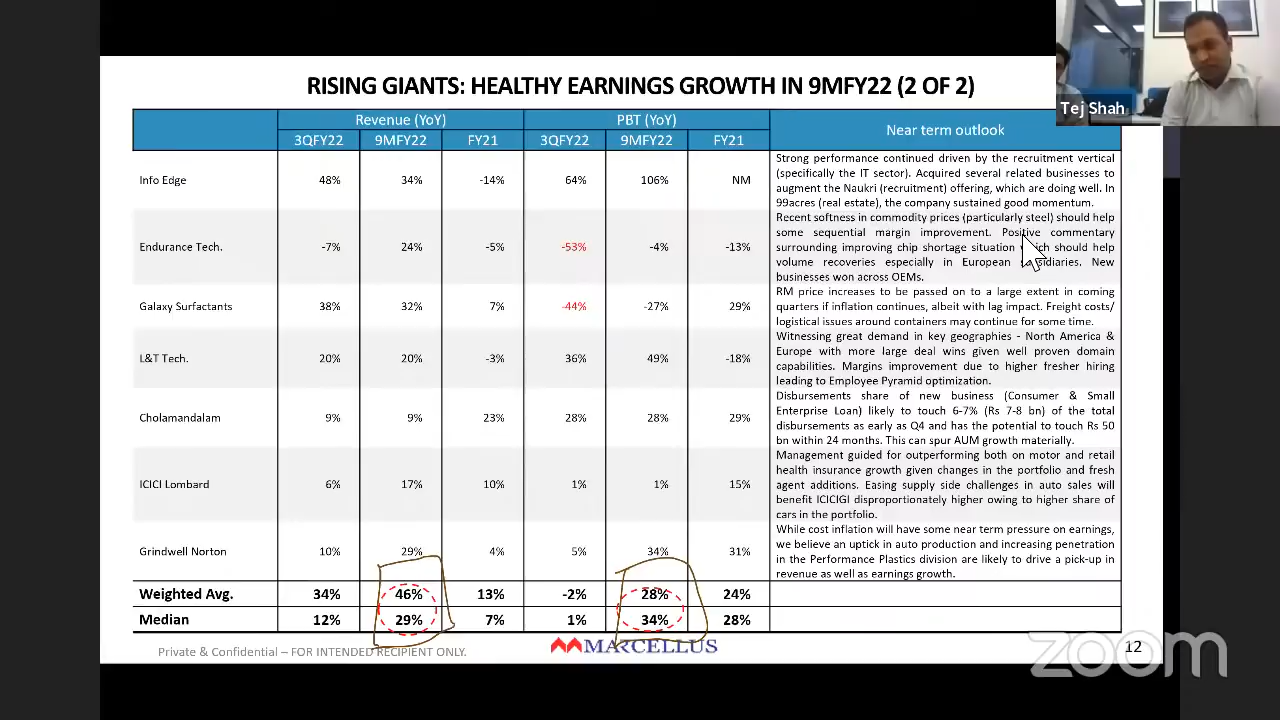 RISING GIANTS: HEALTHY EARNINGS GROWTH IN 9MFY22 (2 OF 2)
Tej Shah
Revenue (YoY) PBT (YoY) Near term outlook
3QFY22 9MFY22 FY21 3QFY22 9MFY22 FY21
Info Edge 48% 34% -14% 64% 106% NM
Strong performance continued driven by the recruitment vertical
(specifically the IT sector). Acquired several related businesses to
augment the Naukri (recruitment) offering, which are doing well. In
99acres (real estate), the company sustained good momentum.
Endurance Tech. -7% 24% -5% -53% -4% -13%
Recent softness in commodity prices (particularly steel) should help
some sequential margin improvement. Positive commentary
surrounding improving chip shortage situation which should help
volume recoveries especially in European subsidiaries. New
businesses won across OEMs.
Galaxy Surfactants 38% 32% 7% -44% -27% 29%
RM price increases to be passed on to a large extent in coming
quarters if inflation continues, albeit with lag impact. Freight costs/
logistical issues around containers may continue for some time.
L&T Tech. 20% 20% -3% 36% 49% -18%
Witnessing great demand in key geographies - North America &
Europe with more large deal wins given well proven domain
capabilities. Margins improvement due to higher fresher hiring
leading to Employee Pyramid optimization.
Cholamandalam 9% 9% 23% 28% 28% 29%
Disbursements share of new business (Consumer & Small
Enterprise Loan) likely to touch 6-7% (Rs 7-8 bn) of the total
disbursements as early as Q4 and has the potential to touch Rs 50
bn within 24 months. This can spur AUM growth materially.
ICICI Lombard 6% 17% 10% 1% 1% 15%
Management guided for outperforming both on motor and retail
health insurance growth given changes in the portfolio and fresh
agent additions. Easing supply side challenges in auto sales will
benefit ICICIGI disproportionately higher owing to higher share of
cars in the portfolio.
Grindwell Norton 10% 29% 4% 5% 34% 31%
While cost inflation will have some near term pressure on earnings,
we believe an uptick in auto production and increasing penetration
in the Performance Plastics division are likely to drive a pick-up in
revenue as well as earnings growth.
Weighted Avg. 34% 46% 13% -2% 28% 24%
Median 12% 29% 7% 1% 34% 28%
Private & Confidential – FOR INTENDED RECIPIENT ONLY.
MARCELLUS
12
zoom